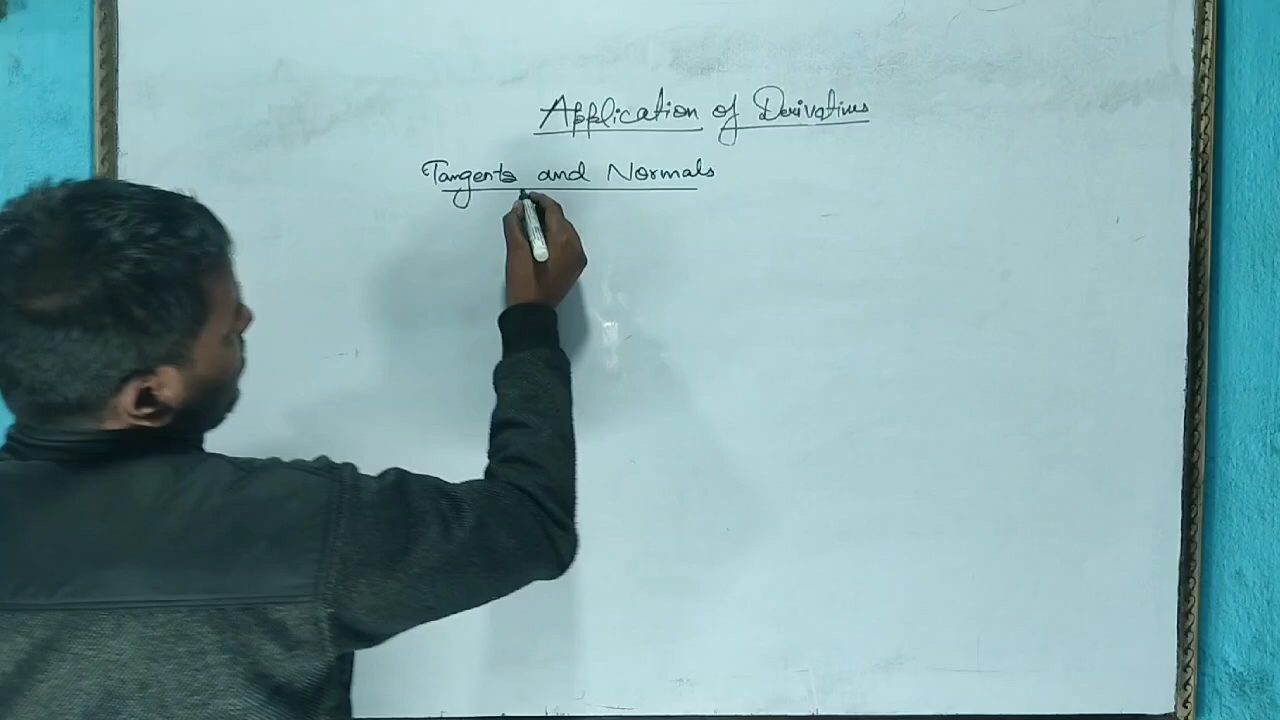 Application of Derivatives
Tangents and Normals